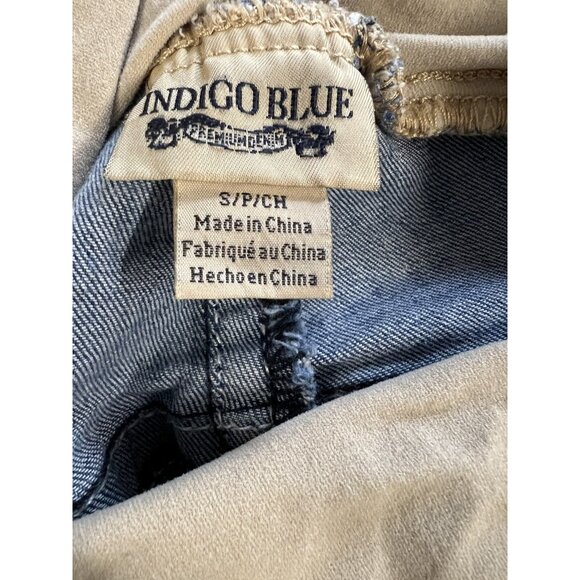 INDIGO BLUE
PREMIUM DENIM
S/P/CH
Made in China
Fabriqué au China
Hecho en China